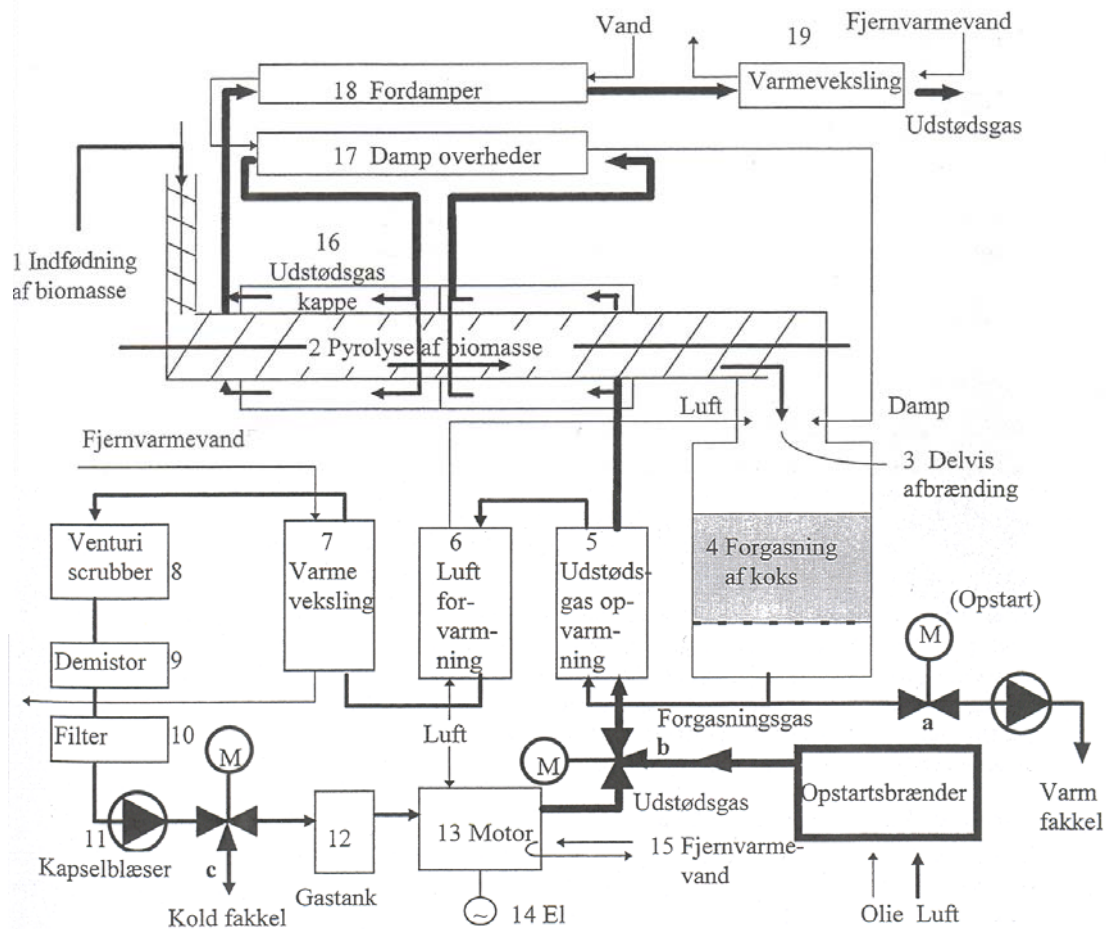 Vand
19
Fjernvarmevand
18 Fordamper
Varmeveksling
Udstødsgas
17 Damp overheder
1 Indfødning
af biomasse
16
Udstødsgas
kappe
2 Pyrolyse af biomasse
Luft
Damp
Fjernvarmevand
3 Delvis
afbrænding
Venturi
scrubber
8
7
Varme
veksling
6
Luft
for-
varm-
ning
5
Udstøds-
gas op-
varm-
ning
4 Forgasning
af koks
(Opstart)
M
Demistor
9
Filter
10
Luft
Forgasningsgas
a
b
M
M
Udstødsgas
Opstartsbrænder
Varm
fakkel
11
Kapselblæser
c
12
13 Motor
15 Fjernvarme-
vand
Gastank
Kold fakkel
~
14 El
Olie
Luft